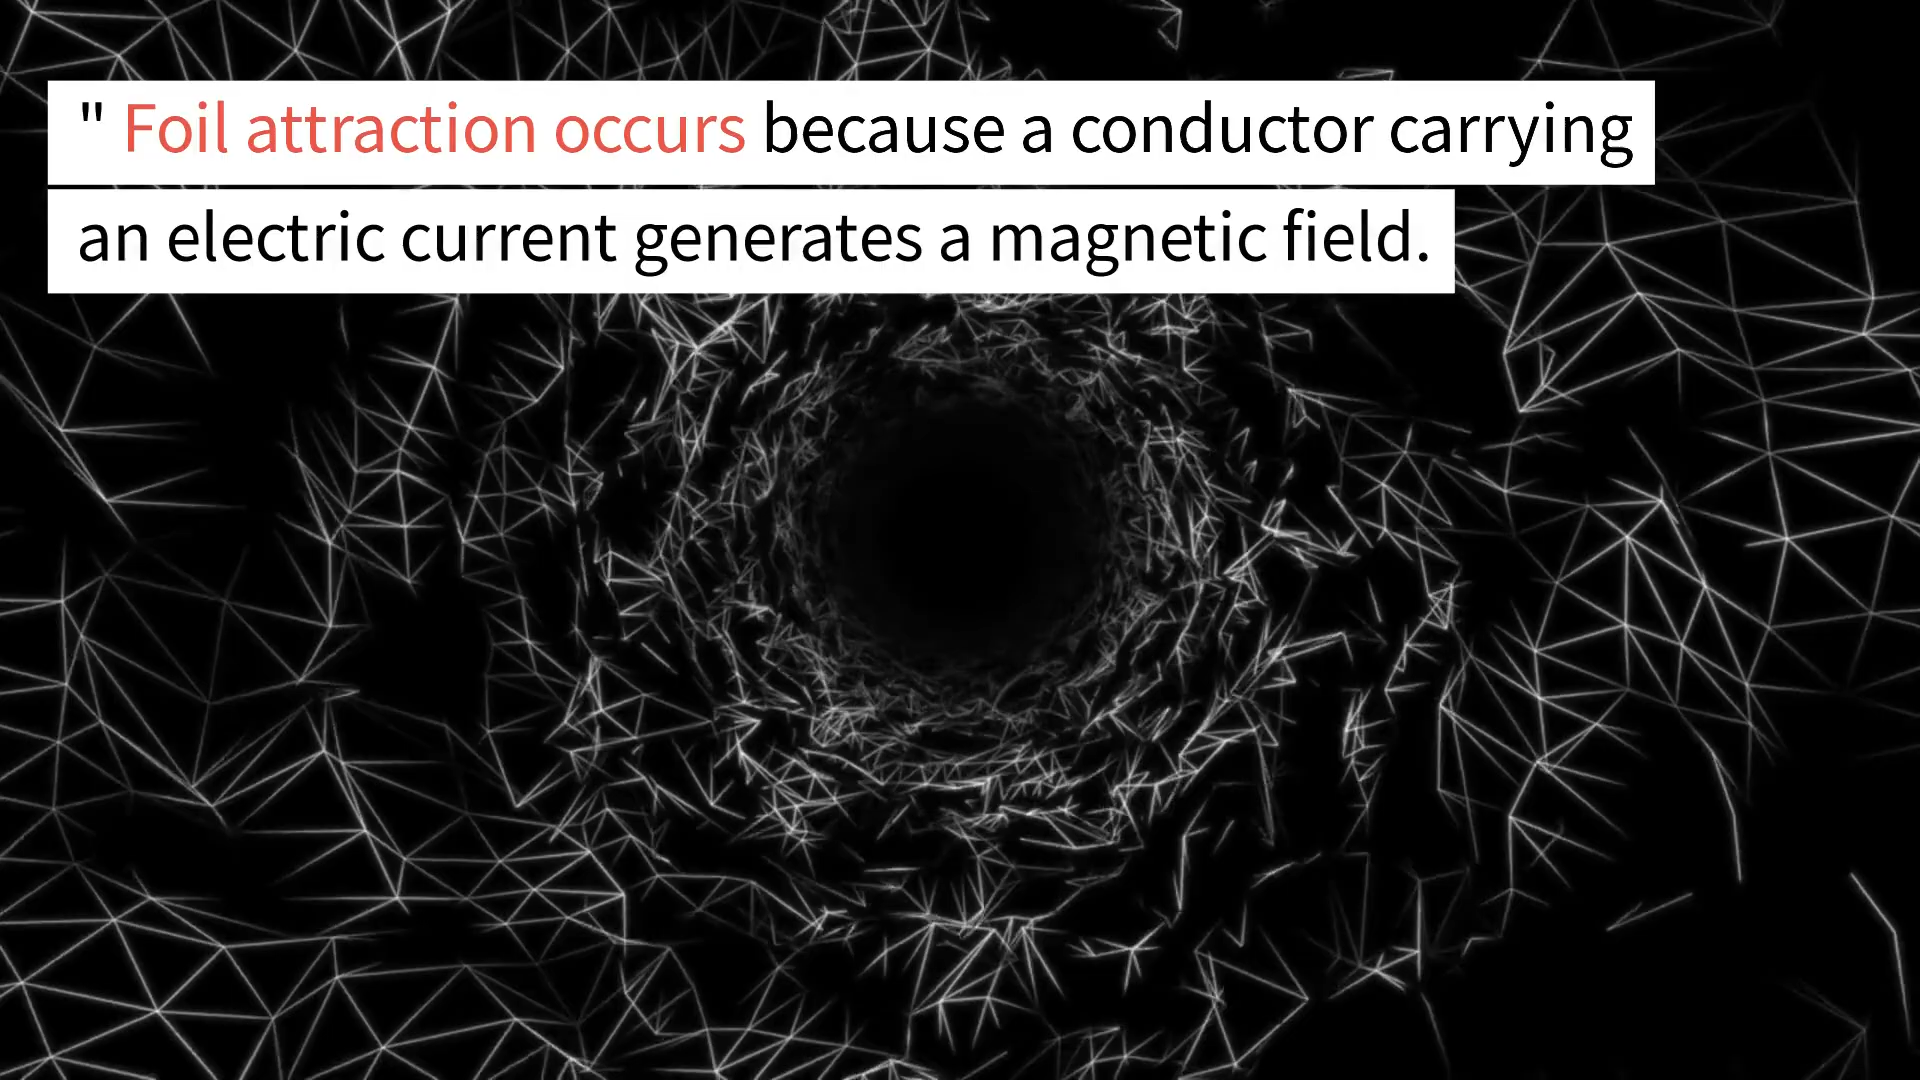 " Foil attraction occurs because a conductor carrying
an electric current generates a magnetic field.